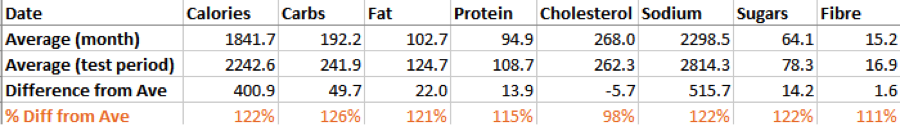 Date Calories Carbs Fat Protein Cholesterol Sodium Sugars Fibre
Average (month) 1841.7 192.2 102.7 94.9 268.0 2298.5 64.1 15.2
Average (test period) 2242.6 241.9 124.7 108.7 262.3 2814.3 78.3 16.9
Difference from Ave 400.9 49.7 22.0 13.9 -5.7 515.7 14.2 1.6
% Diff from Ave 122% 126% 121% 115% 98% 122% 122% 111%